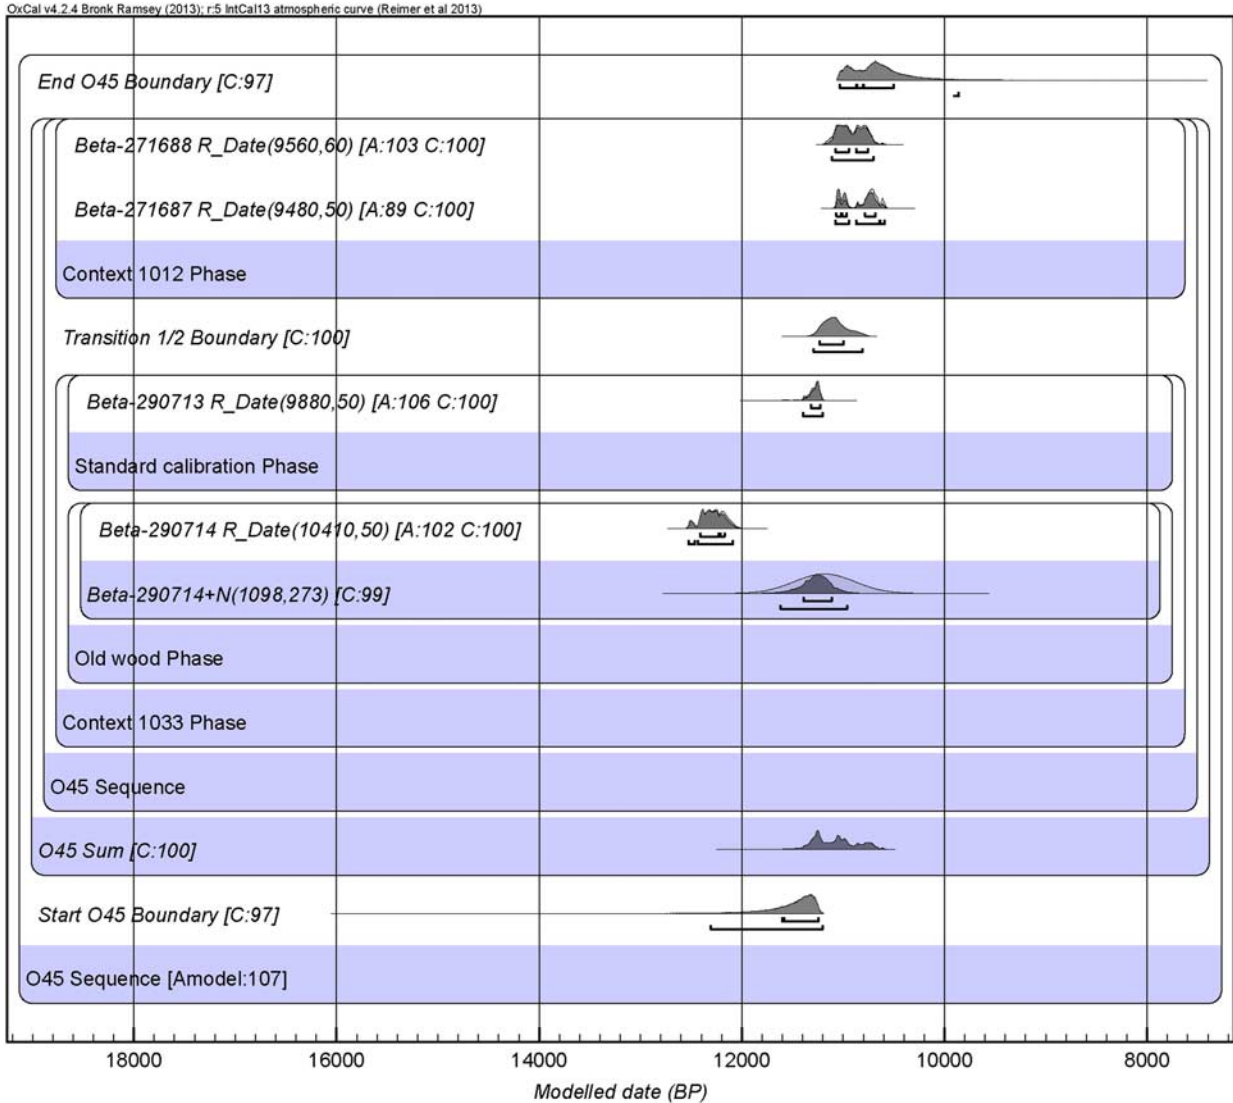 OxCal v4.2.4 Bronk Ramsey (2013); r:5 IntCal13 atmospheric curve (Reimer et al 2013)
End O45 Boundary [C:97]
Beta-271688 R_Date(9560,60) [A:103 C:100]
Beta-271687 R_Date(9480,50) [A:89 C:100]
Context 1012 Phase
Transition 1/2 Boundary [C:100]
Beta-290713 R_Date(9880,50) [A:106 C:100]
Standard calibration Phase
Beta-290714 R_Date(10410,50) [A:102 C:100]
Beta-290714+N(1098,273) [C:99]
Old wood Phase
Context 1033 Phase
O45 Sequence
O45 Sum [C:100]
Start O45 Boundary [C:97]
O45 Sequence [Amodel:107]
18000 16000 14000 12000 10000 8000
Modelled date (BP)